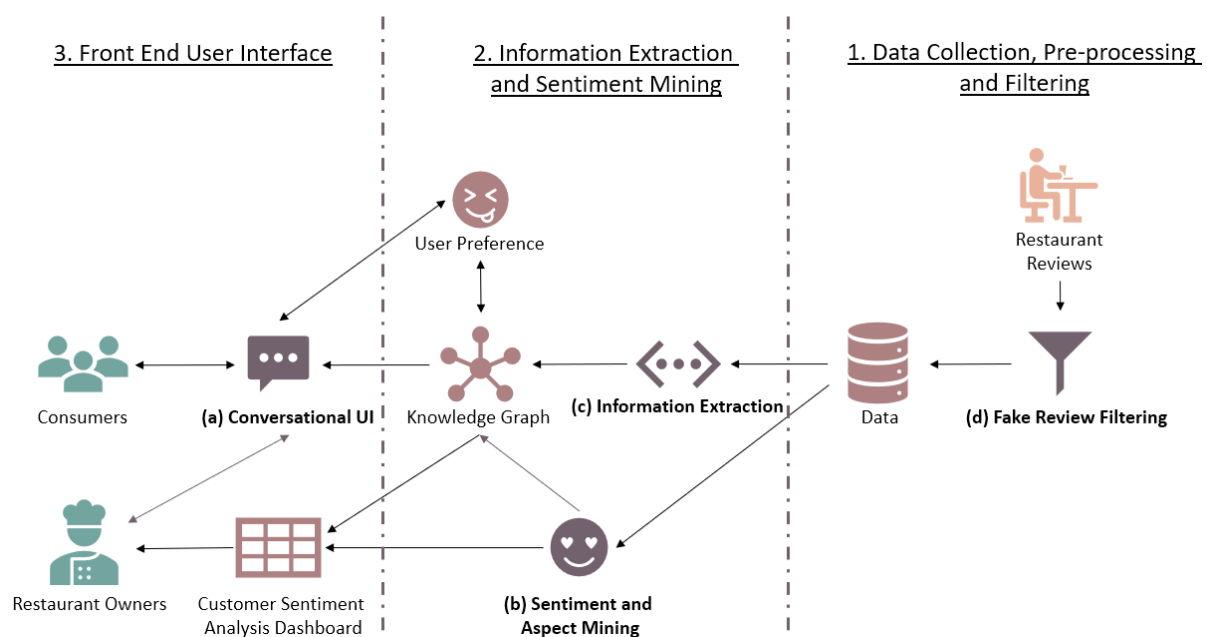 3. Front End User Interface
2. Information Extraction
and Sentiment Mining
1. Data Collection, Pre-processing
and Filtering
User Preference
Restaurant
Reviews
Consumers
(a) Conversational UI
Knowledge Graph
(c) Information Extraction
Data
(d) Fake Review Filtering
Restaurant Owners
Customer Sentiment
Analysis Dashboard
(b) Sentiment and
Aspect Mining